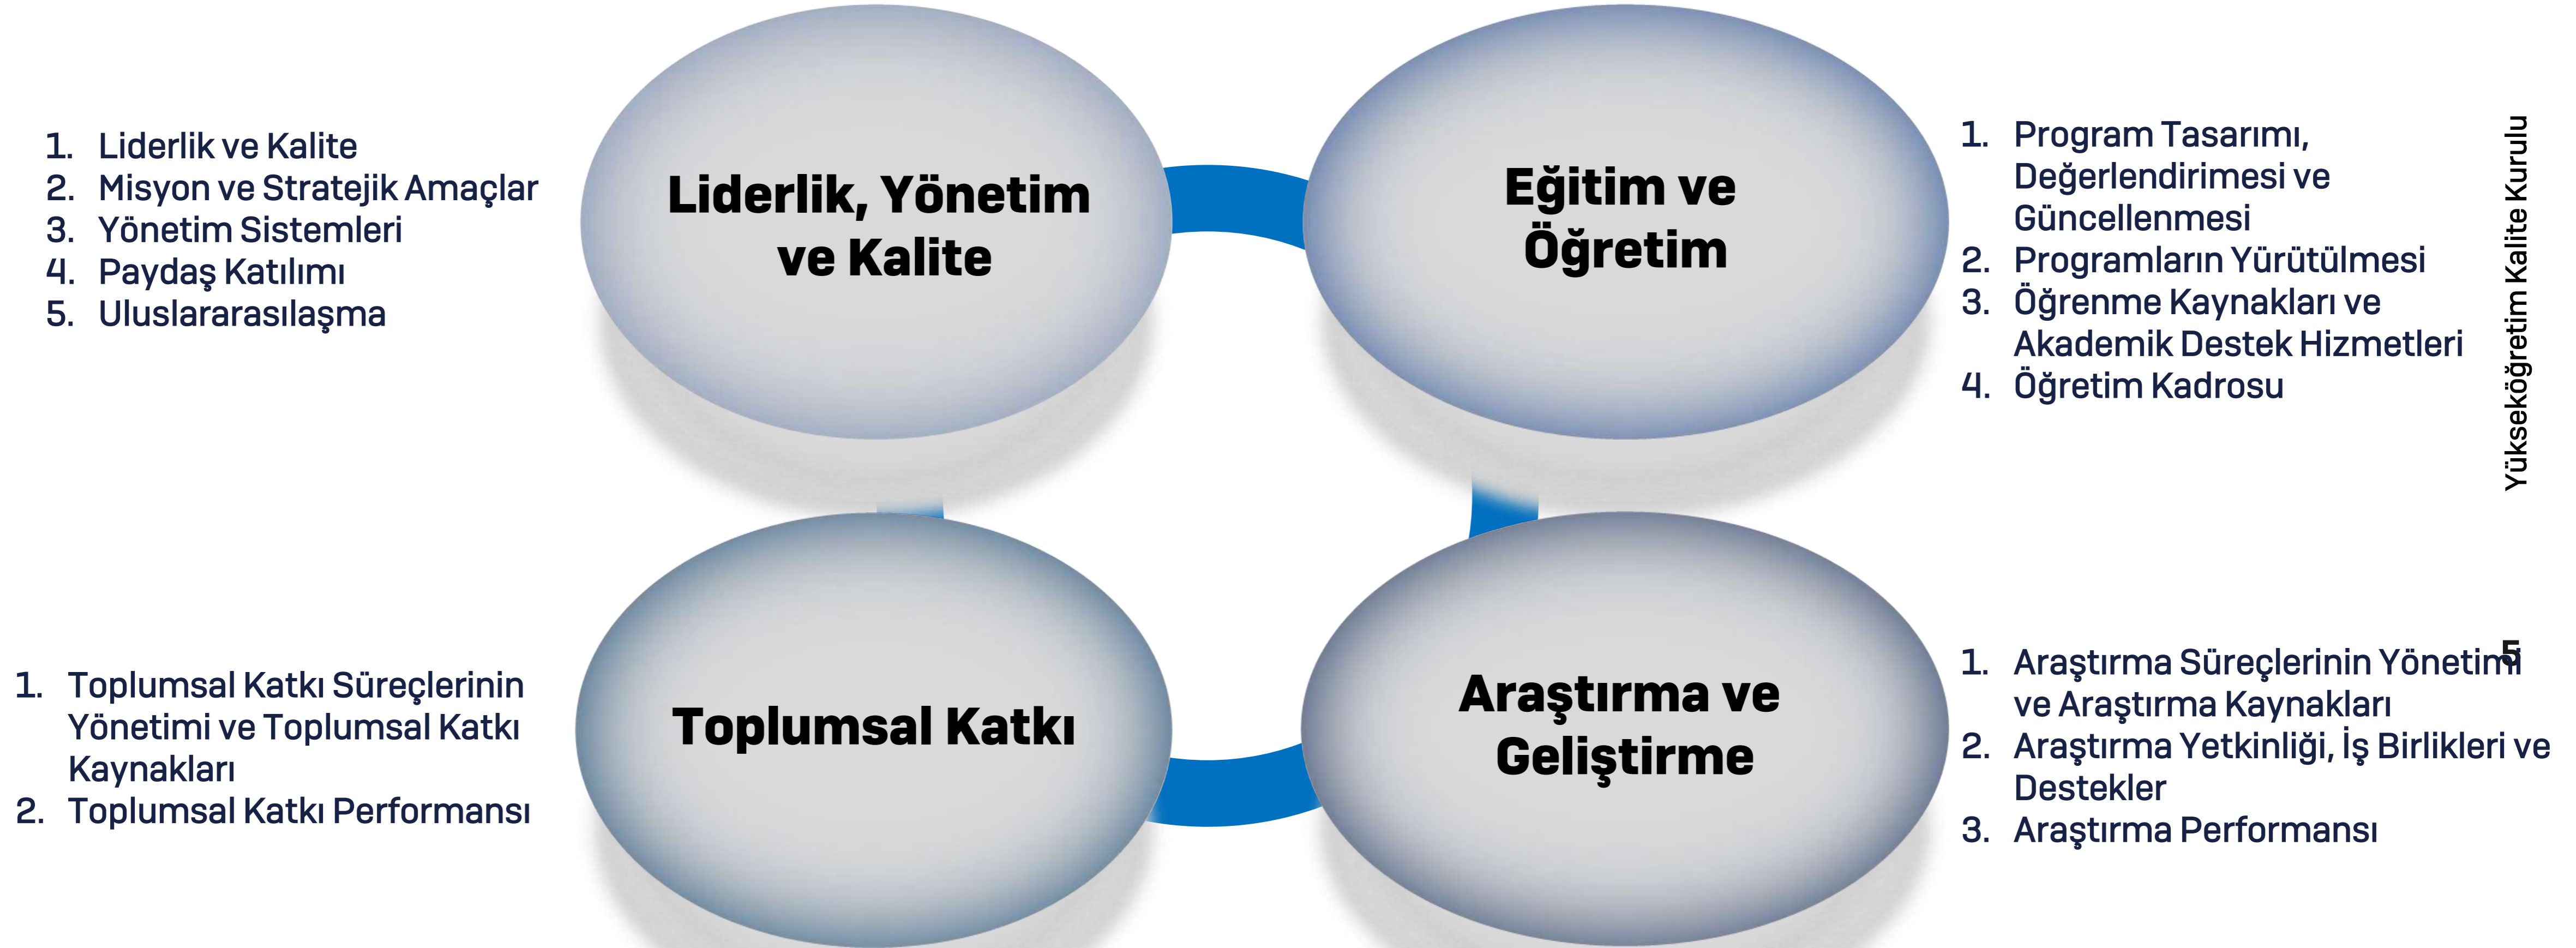 Liderlik, Yönetim
ve Kalite
1. Liderlik ve Kalite
2. Misyon ve Stratejik Amaçlar
3. Yönetim Sistemleri
4. Paydaş Katılımı
5. Uluslararasılaşma
Eğitim ve
Öğretim
1. Program Tasarımı,
Değerlendirimesi ve
Güncellenmesi
2. Programların Yürütülmesi
3. Öğrenme Kaynakları ve
Akademik Destek Hizmetleri
4. Öğretim Kadrosu
Yükseköğretim Kalite Kurulu
Toplumsal Katkı
1. Toplumsal Katkı Süreçlerinin
Yönetimi ve Toplumsal Katkı
Kaynakları
2. Toplumsal Katkı Performansı
Araştırma ve
Geliştirme
1. Araştırma Süreçlerinin Yönetimi
ve Araştırma Kaynakları
2. Araştırma Yetkinliği, İş Birlikleri ve
Destekler
3. Araştırma Performansı
5